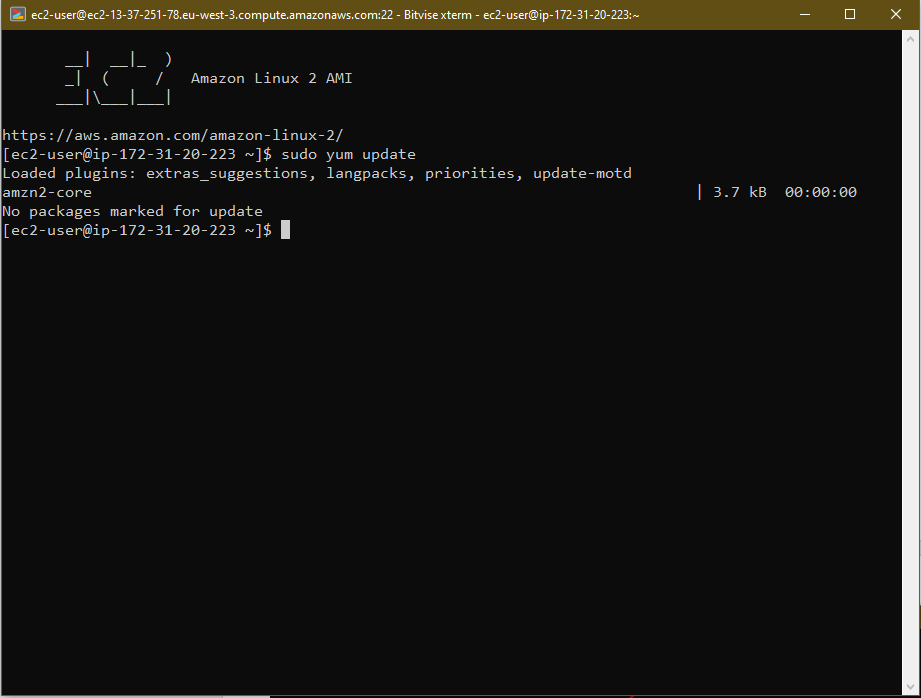 ec2-user@ec2-13-37-251-78.eu-west-3.compute.amazonaws.com:22 - Bitvise xterm - ec2-user@ip-172-31-20-223:~
       __|  __|_  )
       _|  (     /   Amazon Linux 2 AMI
      ___|\___|___|
https://aws.amazon.com/amazon-linux-2/
[ec2-user@ip-172-31-20-223 ~]$ sudo yum update
Loaded plugins: extras_suggestions, langpacks, priorities, update-motd
amzn2-core | 3.7 kB 00:00:00
No packages marked for update
[ec2-user@ip-172-31-20-223 ~]$